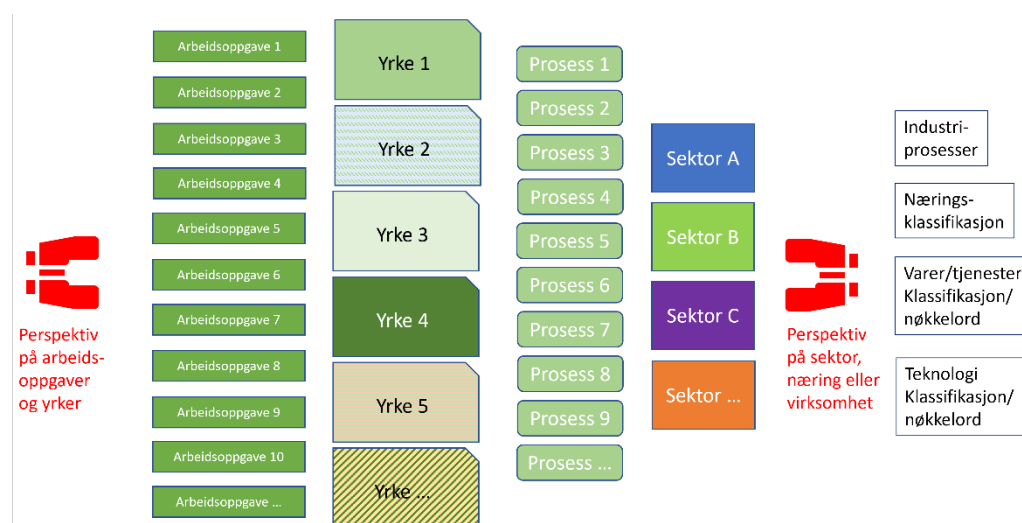 Perspektiv
på arbeids-
oppgaver
og yrker
Arbeidsoppgave 1
Arbeidsoppgave 2
Arbeidsoppgave 3
Arbeidsoppgave 4
Arbeidsoppgave 5
Arbeidsoppgave 6
Arbeidsoppgave 7
Arbeidsoppgave 8
Arbeidsoppgave 9
Arbeidsoppgave 10
Arbeidsoppgave ...
Yrke 1
Yrke 2
Yrke 3
Yrke 4
Yrke 5
Yrke ...
Prosess 1
Prosess 2
Prosess 3
Prosess 4
Prosess 5
Prosess 6
Prosess 7
Prosess 8
Prosess 9
Prosess ...
Sektor A
Sektor B
Sektor C
Sektor ...
Perspektiv
på sektor,
næring eller
virksomhet
Industri-
prosesser
Nærings-
klassifikasjon
Varer/tjenester
Klassifikasjon/
nøkkelord
Teknologi
Klassifikasjon/
nøkkelord